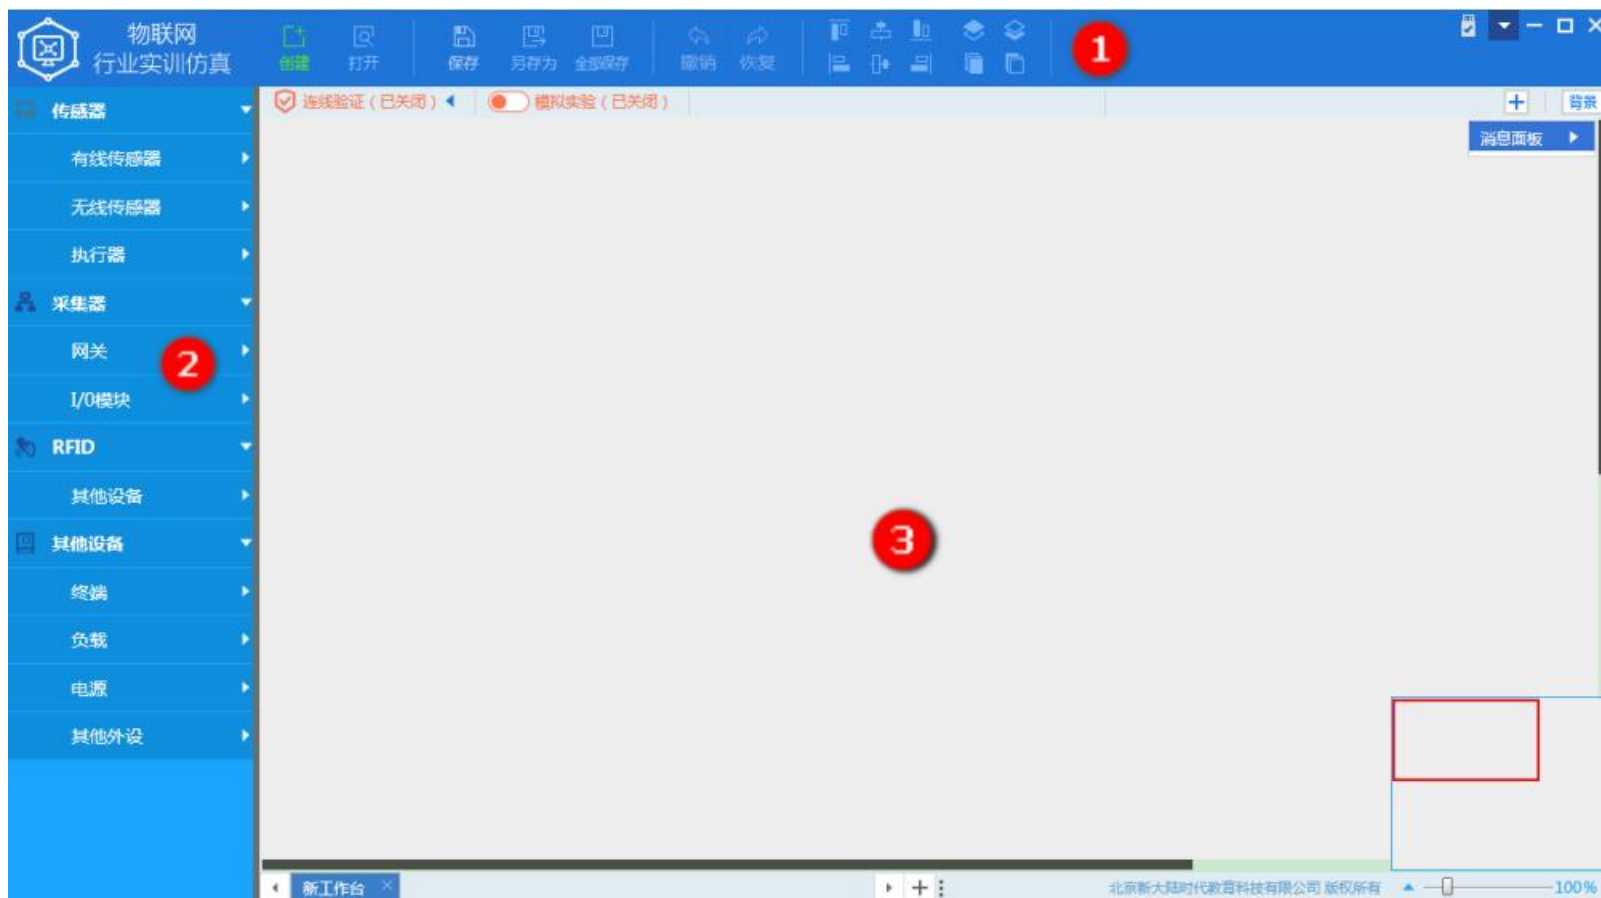 物联网
行业实训仿真
创建
打开
保存
另存为
全部保存
撤销
恢复
1
传感器
有线传感器
无线传感器
执行器
采集器
网关
2
I/O模块
RFID
其他设备
其他设备
终端
负载
电源
其他外设
连线验证(已关闭)
模拟实验(已关闭)
背景
消息面板
3
新工作台
北京新大陆时代教育科技有限公司 版权所有
100%